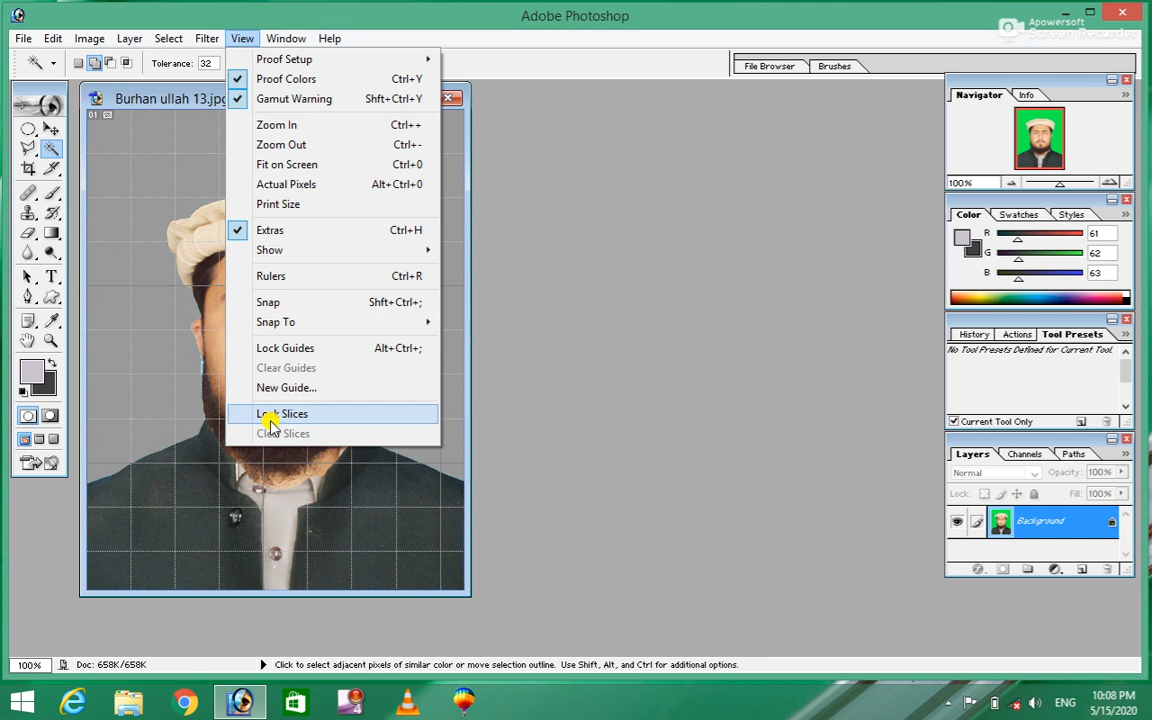 Adobe Photoshop
Apowersoft
Screen Recorder
File Edit Image Layer Select Filter View Window Help
Tolerance: 32
File Browser Brushes
Burhan ullah 13.jpg
01
Proof Setup
Proof Colors Ctrl+Y
Gamut Warning Shft+Ctrl+Y
Zoom In Ctrl++
Zoom Out Ctrl+-
Fit on Screen Ctrl+0
Actual Pixels Alt+Ctrl+0
Print Size
Extras Ctrl+H
Show
Rulers Ctrl+R
Snap Shft+Ctrl+;
Snap To
Lock Guides Alt+Ctrl+;
Clear Guides
New Guide...
Lock Slices
Clear Slices
Navigator Info
100%
Color Swatches Styles
R 61
G 62
B 63
History Actions Tool Presets
No Tool Presets Defined for Current Tool.
Current Tool Only
Layers Channels Paths
Normal Opacity: 100%
Lock: Fill: 100%
Background
100% Doc: 658K/658K Click to select adjacent pixels of similar color or move selection outline. Use Shift, Alt, and Ctrl for additional options.
4
ENG
10:08 PM
5/15/2020